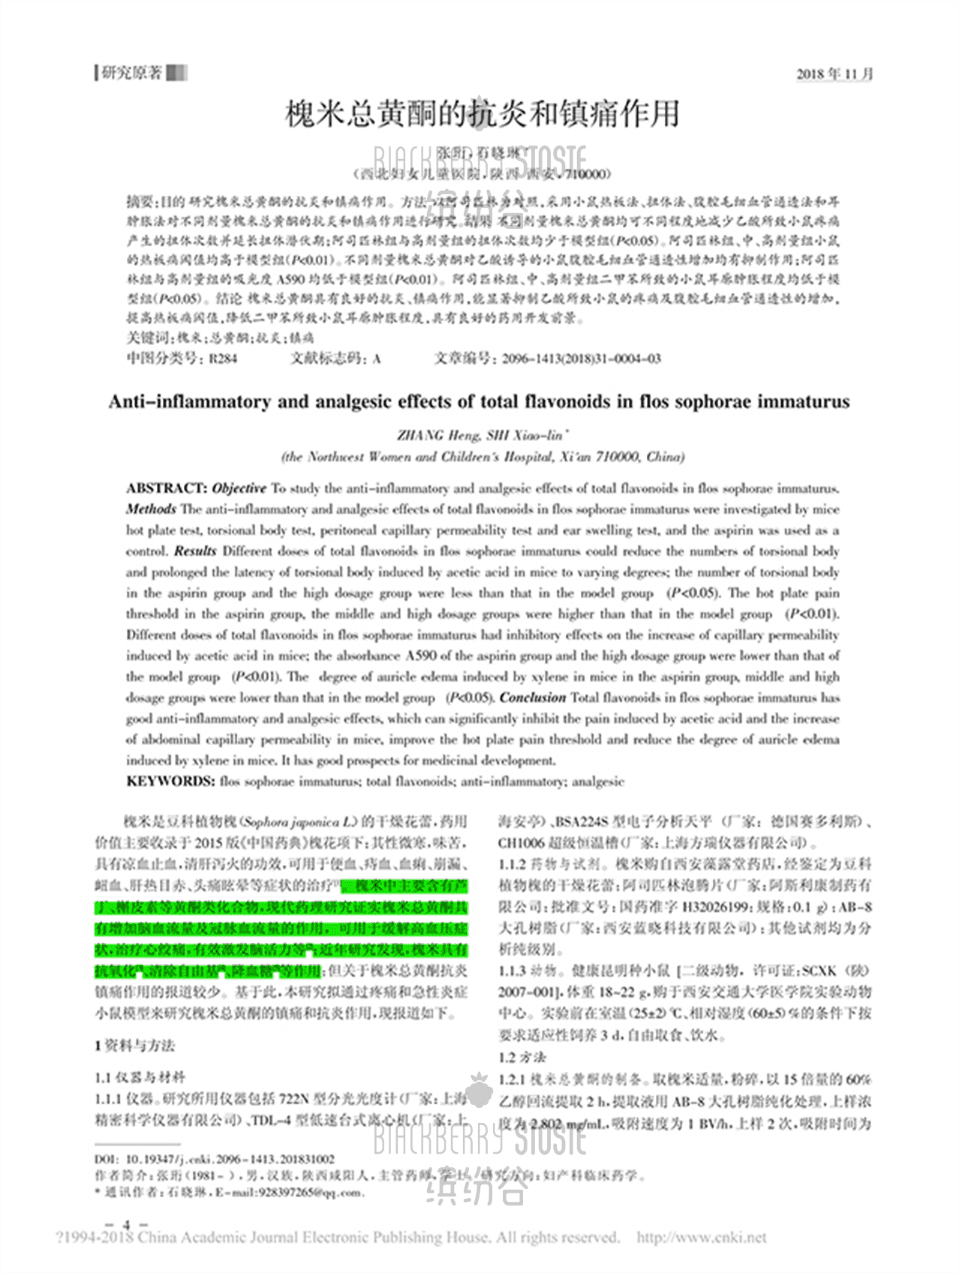 研究原著
2018 年 11 月
槐米总黄酮的抗炎和镇痛作用
张珩，石晓琳*
（西北妇女儿童医院，陕西 西安，710000）
BLACKBERRY STOSTE
缤纷谷
摘要：目的 研究槐米总黄酮的抗炎和镇痛作用。方法 以阿司匹林为对照，采用小鼠热板法、扭体法、腹腔毛细血管通透法和耳
肿胀法对不同剂量槐米总黄酮的抗炎和镇痛作用进行研究。结果 不同剂量槐米总黄酮均可不同程度地减少乙酸所致小鼠疼痛
产生的扭体次数并延长扭体潜伏期；阿司匹林组与高剂量组的扭体次数均少于模型组(P<0.05)。阿司匹林组、中、高剂量组小鼠
的热板痛阈值均高于模型组(P<0.01)。不同剂量槐米总黄酮对乙酸诱导的小鼠腹腔毛细血管通透性增加均有抑制作用；阿司匹
林组与高剂量组的吸光度 A590 均低于模型组(P<0.01)。阿司匹林组、中、高剂量组二甲苯所致的小鼠耳廓肿胀程度均低于模
型组(P<0.05)。结论 槐米总黄酮具有良好的抗炎、镇痛作用，能显著抑制乙酸所致小鼠的疼痛及腹腔毛细血管通透性的增加，
提高热板痛阈值，降低二甲苯所致小鼠耳廓肿胀程度，具有良好的药用开发前景。
关键词：槐米；总黄酮；抗炎；镇痛
中图分类号：R284 文献标志码：A 文章编号：2096-1413(2018)31-0004-03
Anti-inflammatory and analgesic effects of total flavonoids in flos sophorae immaturus
ZHANG Heng, SHI Xiao-lin*
(the Northwest Women and Children's Hospital, Xi'an 710000, China)
ABSTRACT: Objective To study the anti-inflammatory and analgesic effects of total flavonoids in flos sophorae immaturus.
Methods The anti-inflammatory and analgesic effects of total flavonoids in flos sophorae immaturus were investigated by mice
hot plate test, torsional body test, peritoneal capillary permeability test and ear swelling test, and the aspirin was used as a
control. Results Different doses of total flavonoids in flos sophorae immaturus could reduce the numbers of torsional body
and prolonged the latency of torsional body induced by acetic acid in mice to varying degrees; the number of torsional body
in the aspirin group and the high dosage group were less than that in the model group (P<0.05). The hot plate pain
threshold in the aspirin group, the middle and high dosage groups were higher than that in the model group (P<0.01).
Different doses of total flavonoids in flos sophorae immaturus had inhibitory effects on the increase of capillary permeability
induced by acetic acid in mice; the absorbance A590 of the aspirin group and the high dosage group were lower than that of
the model group (P<0.01). The degree of auricle edema induced by xylene in mice in the aspirin group, middle and high
dosage groups were lower than that in the model group (P<0.05). Conclusion Total flavonoids in flos sophorae immaturus has
good anti-inflammatory and analgesic effects, which can significantly inhibit the pain induced by acetic acid and the increase
of abdominal capillary permeability in mice, improve the hot plate pain threshold and reduce the degree of auricle edema
induced by xylene in mice. It has good prospects for medicinal development.
KEYWORDS: flos sophorae immaturus; total flavonoids; anti-inflammatory; analgesic
槐米是豆科植物槐(Sophora japonica L.)的干燥花蕾，药用
价值主要收录于 2015 版《中国药典》槐花项下：其性微寒，味苦，
具有凉血止血，清肝泻火的功效，可用于便血、痔血、血痢、崩漏、
衄血、肝热目赤、头痛眩晕等症状的治疗[1]。槐米中主要含有芦
丁、槲皮素等黄酮类化合物，现代药理研究证实槐米总黄酮具
有增加脑血流量及冠脉血流量的作用，可用于缓解高血压症
状，治疗心绞痛，有效激发脑活力等。近年研究发现，槐米具有
抗氧化、清除自由基、降血糖等作用；但关于槐米总黄酮抗炎
镇痛作用的报道较少。基于此，本研究拟通过疼痛和急性炎症
小鼠模型来研究槐米总黄酮的镇痛和抗炎作用，现报道如下。
1 资料与方法
1.1 仪器与材料
1.1.1 仪器。研究所用仪器包括 722N 型分光光度计（厂家：上海
精密科学仪器有限公司）、TDL-4 型低速台式离心机（厂家：上
海安亭）、BSA224S 型电子分析天平（厂家：德国赛多利斯）、
CH1006 超级恒温槽（厂家：上海方瑞仪器有限公司）。
1.1.2 药物与试剂。槐米购自西安藻露堂药店，经鉴定为豆科
植物槐的干燥花蕾；阿司匹林泡腾片（厂家：阿斯利康制药有
限公司；批准文号：国药准字 H32026199；规格：0.1 g）；AB-8
大孔树脂（厂家：西安蓝晓科技有限公司）；其他试剂均为分
析纯级别。
1.1.3 动物。健康昆明种小鼠 [二级动物，许可证：SCXK（陕）
2007-001]，体重 18-22 g，购于西安交通大学医学院实验动物
中心。实验前在室温(25±2)℃、相对湿度(60±5)%的条件下按
要求适应性饲养 3 d，自由取食、饮水。
1.2 方法
1.2.1 槐米总黄酮的制备。取槐米适量，粉碎，以 15 倍量的 60%
乙醇回流提取 2 h，提取液用 AB-8 大孔树脂纯化处理，上样浓
度为 2.802 mg/mL，吸附速度为 1 BV/h，上样 2 次，吸附时间为
BLACKBERRY STOSTE
缤纷谷
DOI: 10.19347/j.cnki.2096-1413.201831002
作者简介：张珩(1981-)，男，汉族，陕西咸阳人，主管药师，学士。研究方向：妇产科临床药学。
*通讯作者：石晓琳，E-mail:928397265@qq.com.
- 4 -
?1994-2018 China Academic Journal Electronic Publishing House. All rights reserved. http://www.cnki.net